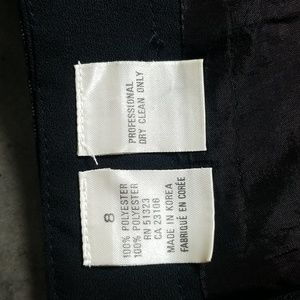 PROFESSIONAL
DRY CLEAN ONLY
8
100% POLYESTER
100% POLYESTER
RN 51323
CA 23106
MADE IN KOREA
FABRIQUÉ EN CORÉE